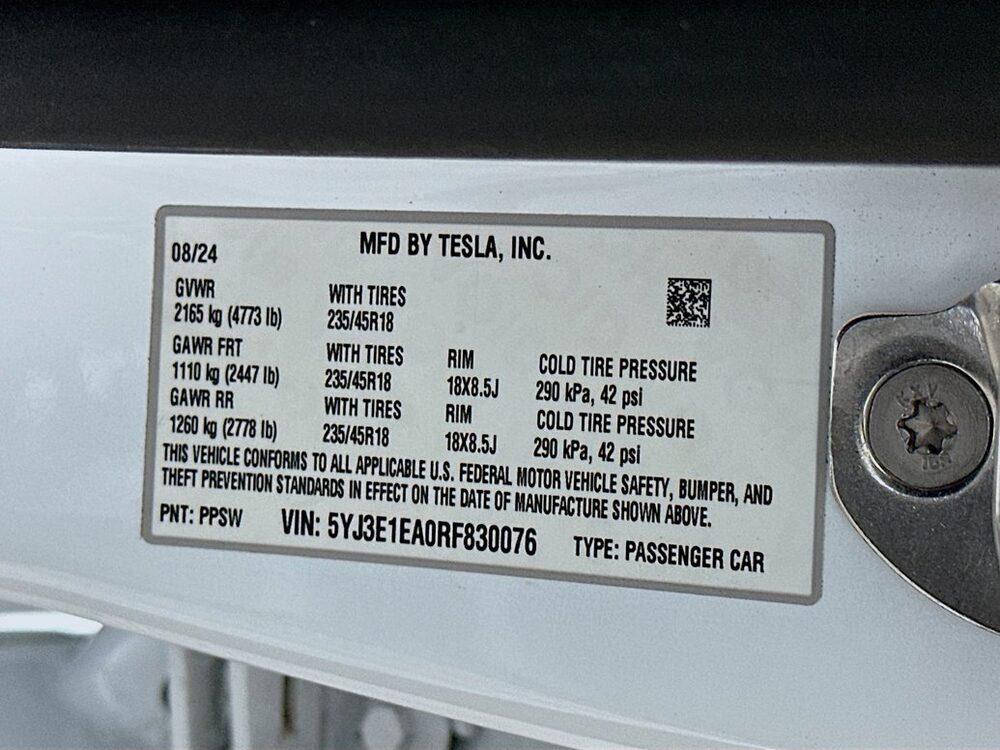 MFD BY TESLA, INC.
08/24
GVWR WITH TIRES
2165 kg (4773 lb) 235/45R18
GAWR FRT WITH TIRES RIM COLD TIRE PRESSURE
1110 kg (2447 lb) 235/45R18 18X8.5J 290 kPa, 42 psi
GAWR RR WITH TIRES RIM COLD TIRE PRESSURE
1260 kg (2778 lb) 235/45R18 18X8.5J 290 kPa, 42 psi
THIS VEHICLE CONFORMS TO ALL APPLICABLE U.S. FEDERAL MOTOR VEHICLE SAFETY, BUMPER, AND
THEFT PREVENTION STANDARDS IN EFFECT ON THE DATE OF MANUFACTURE SHOWN ABOVE.
PNT: PPSW VIN: 5YJ3E1EA0RF830076 TYPE: PASSENGER CAR